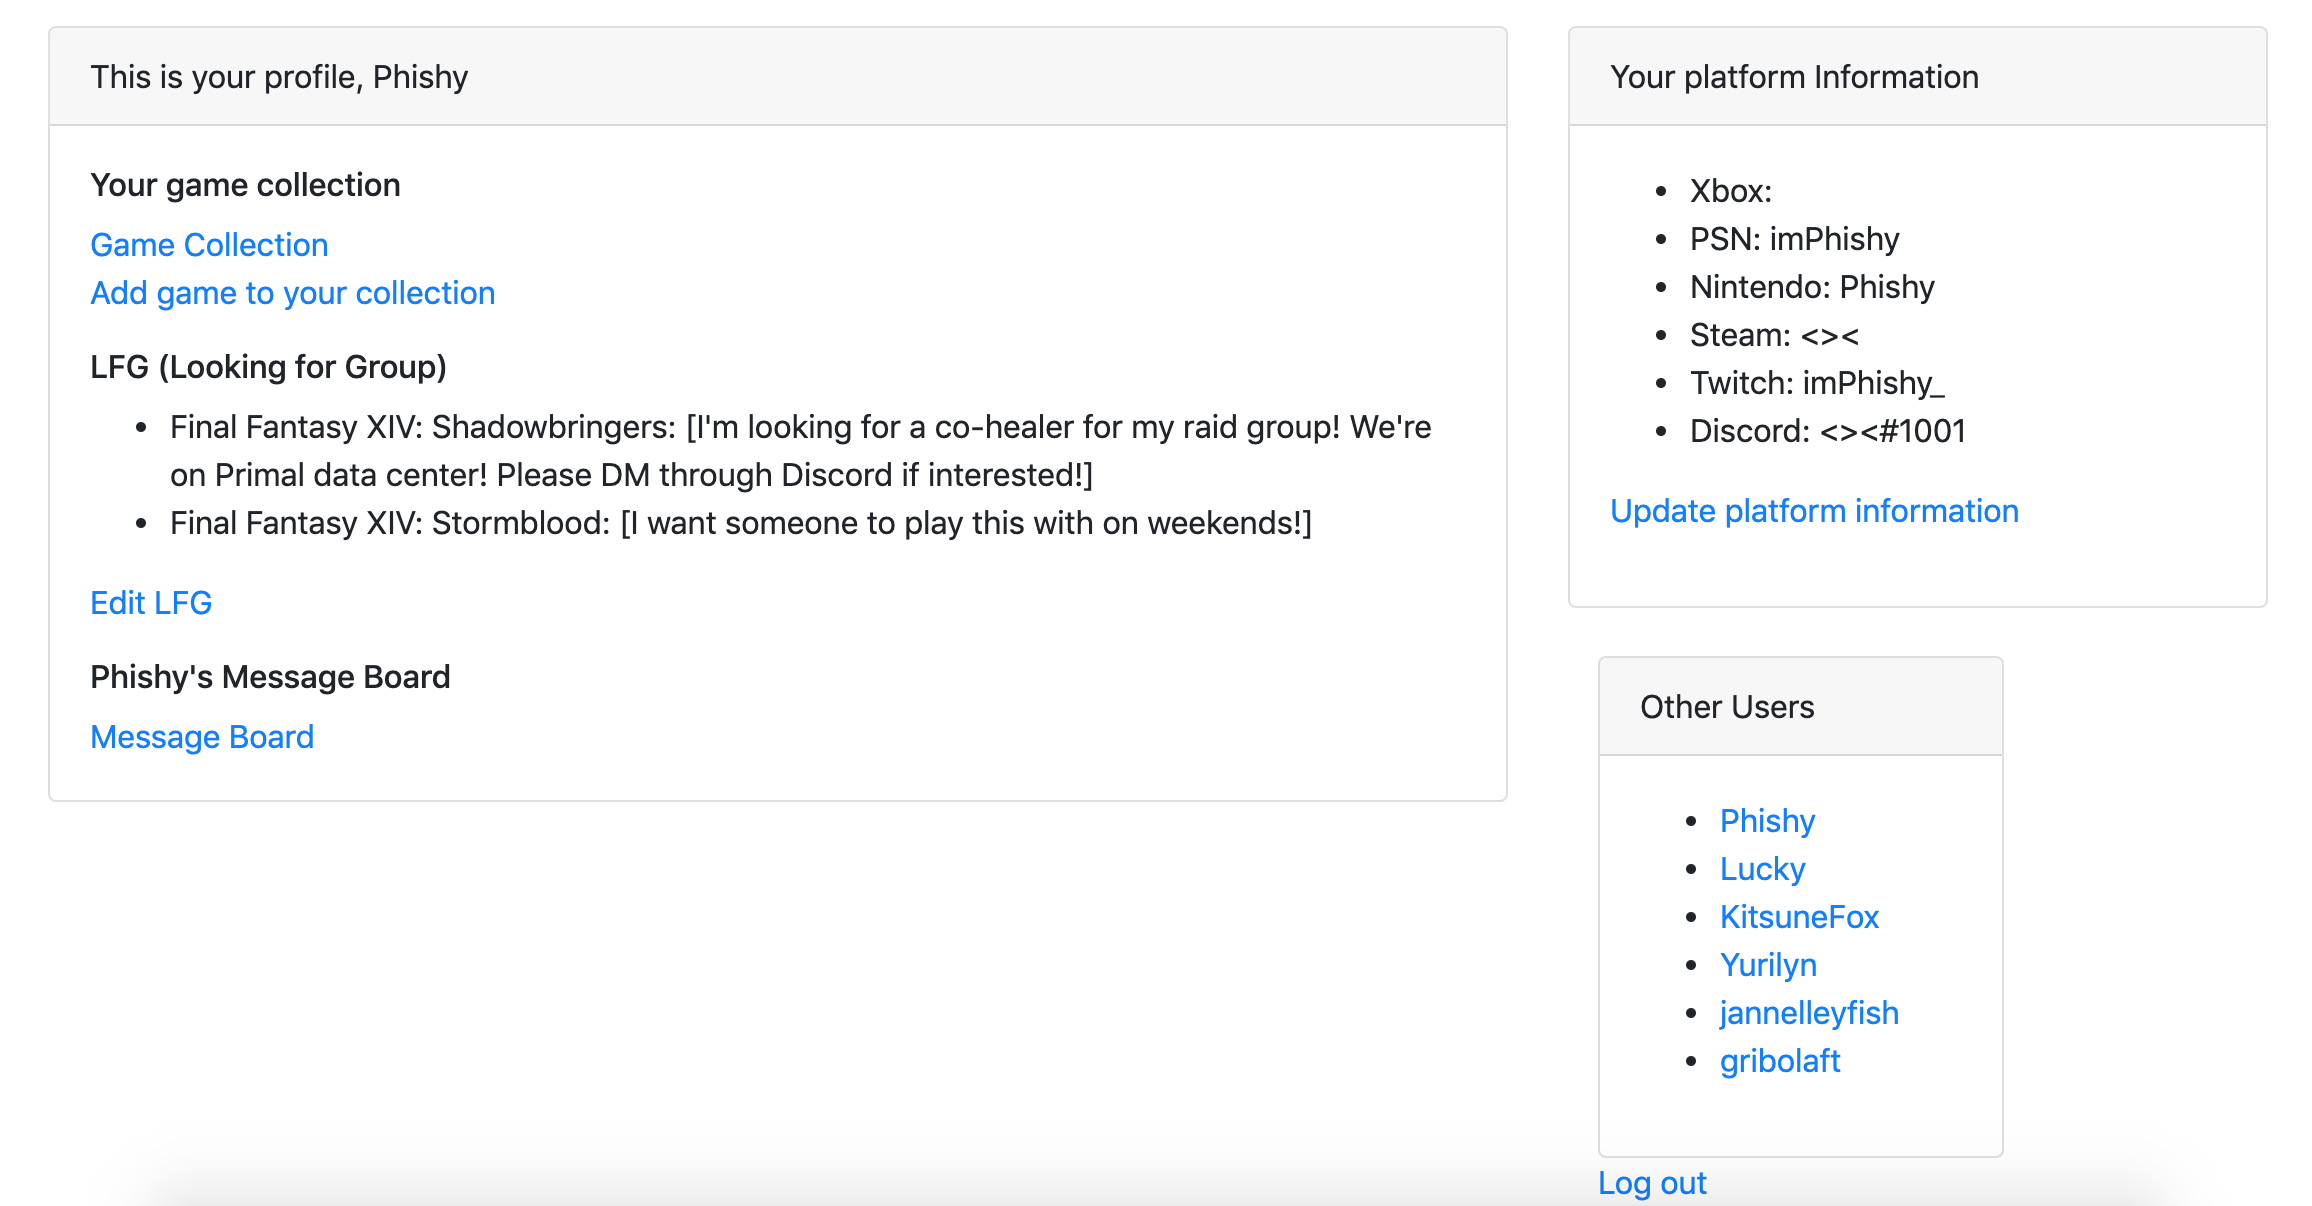 This is your profile, Phishy
Your game collection
Game Collection
Add game to your collection
LFG (Looking for Group)
Final Fantasy XIV: Shadowbringers: [I'm looking for a co-healer for my raid group! We're
on Primal data center! Please DM through Discord if interested!]
Final Fantasy XIV: Stormblood: [I want someone to play this with on weekends!]
Edit LFG
Phishy's Message Board
Message Board
Your platform Information
Xbox:
PSN: imPhishy
Nintendo: Phishy
Steam: <><
Twitch: imPhishy_
Discord: <><#1001
Update platform information
Other Users
Phishy
Lucky
KitsuneFox
Yurilyn
jannelleyfish
gribolaft
Log out